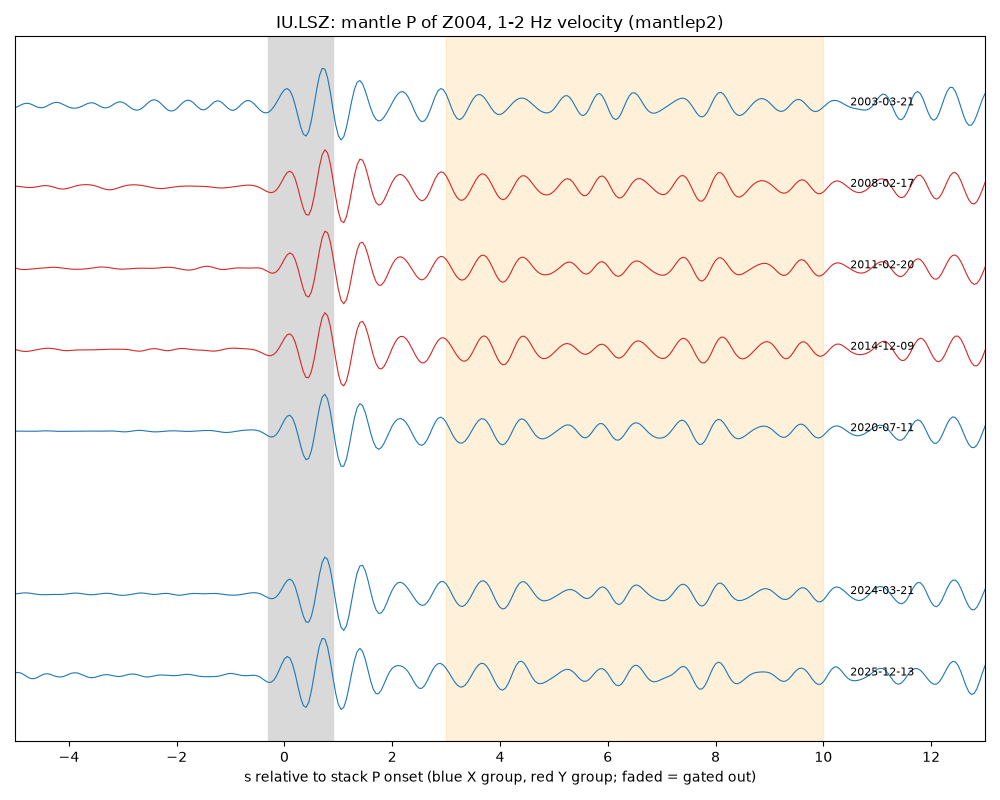 IU.LSZ: mantle P of Z004, 1-2 Hz velocity (mantlep2)
2003-03-21
2008-02-17
2011-02-20
2014-12-09
2020-07-11
2024-03-21
2025-12-13
−4 −2 0 2 4 6 8 10 12
s relative to stack P onset (blue X group, red Y group; faded = gated out)